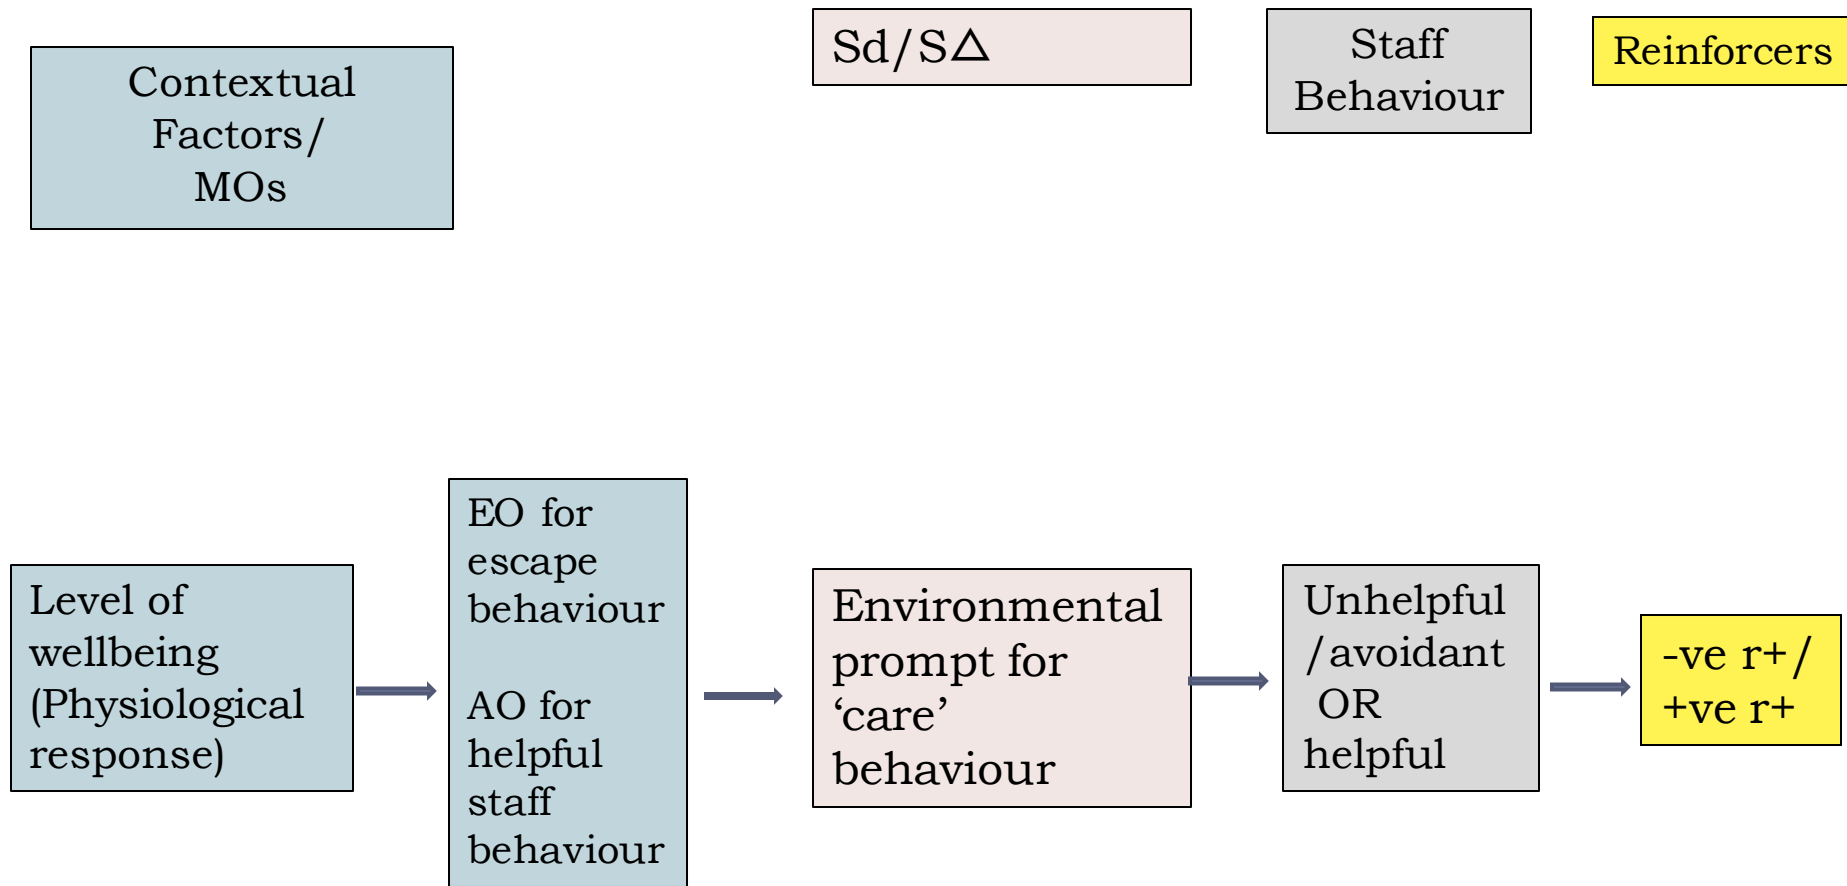 Contextual
Factors/
MOs
Sd/S△
Staff
Behaviour
Reinforcers
Level of
wellbeing
(Physiological
response)
EO for
escape
behaviour
AO for
helpful
staff
behaviour
Environmental
prompt for
‘care’
behaviour
Unhelpful
/avoidant
OR
helpful
-ve r+/
+ve r+